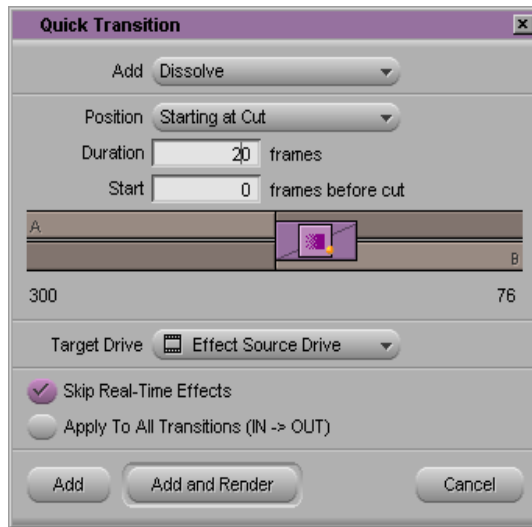 Quick Transition
Add Dissolve
Position Starting at Cut
Duration 20 frames
Start 0 frames before cut
A
B
300 76
Target Drive Effect Source Drive
Skip Real-Time Effects
Apply To All Transitions (IN -> OUT)
Add Add and Render Cancel